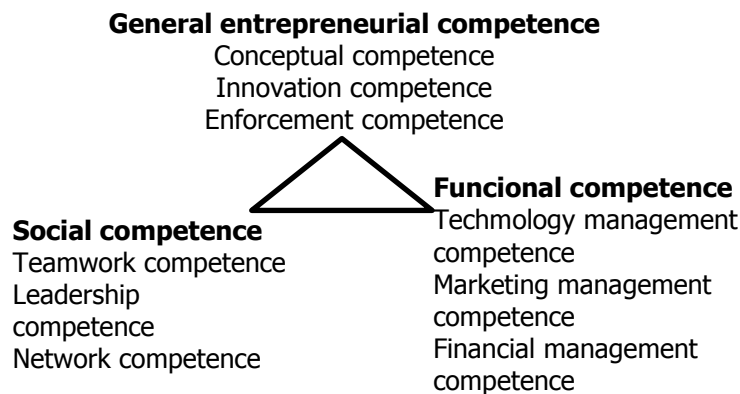 General entrepreneurial competence
Conceptual competence
Innovation competence
Enforcement competence
Social competence
Teamwork competence
Leadership
competence
Network competence
Funcional competence
Techmology management
competence
Marketing management
competence
Financial management
competence